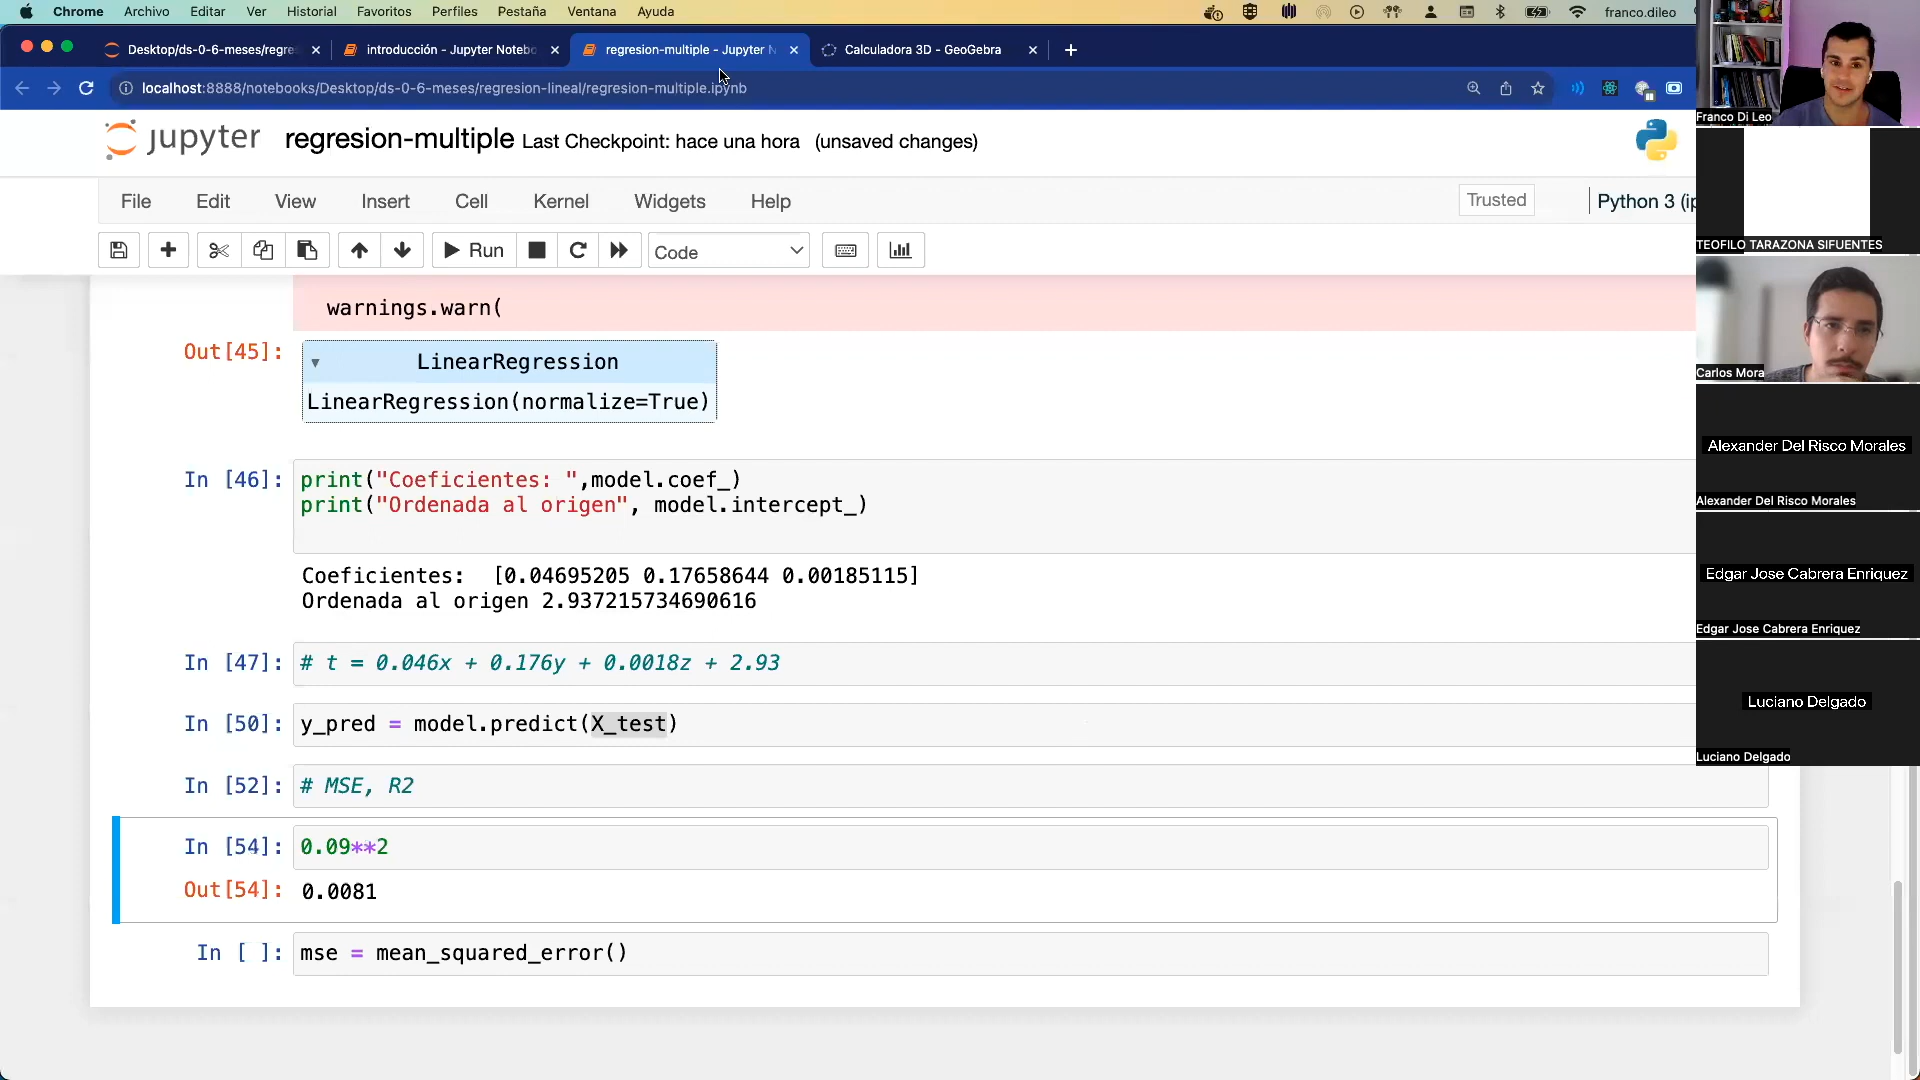 Chrome Archivo Editar Ver Historial Favoritos Perfiles Pestaña Ventana Ayuda franco.dileo
Desktop/ds-0-6-meses/regre introducción - Jupyter Notebo regresion-multiple - Jupyter N Calculadora 3D - GeoGebra
localhost:8888/notebooks/Desktop/ds-0-6-meses/regresion-lineal/regresion-multiple.ipynb
jupyter regresion-multiple Last Checkpoint: hace una hora (unsaved changes)
File Edit View Insert Cell Kernel Widgets Help Trusted Python 3 (ip
Run Code
warnings.warn(
Out[45]:
LinearRegression
LinearRegression(normalize=True)
In [46]: print("Coeficientes: ",model.coef_)
print("Ordenada al origen", model.intercept_)
Coeficientes: [0.04695205 0.17658644 0.00185115]
Ordenada al origen 2.937215734690616
In [47]: # t = 0.046x + 0.176y + 0.0018z + 2.93
In [50]: y_pred = model.predict(X_test)
In [52]: # MSE, R2
In [54]: 0.09**2
Out[54]: 0.0081
In [ ]: mse = mean_squared_error()
Franco Di Leo
TEOFILO TARAZONA SIFUENTES
Carlos Mora
Alexander Del Risco Morales
Alexander Del Risco Morales
Edgar Jose Cabrera Enriquez
Edgar Jose Cabrera Enriquez
Luciano Delgado
Luciano Delgado